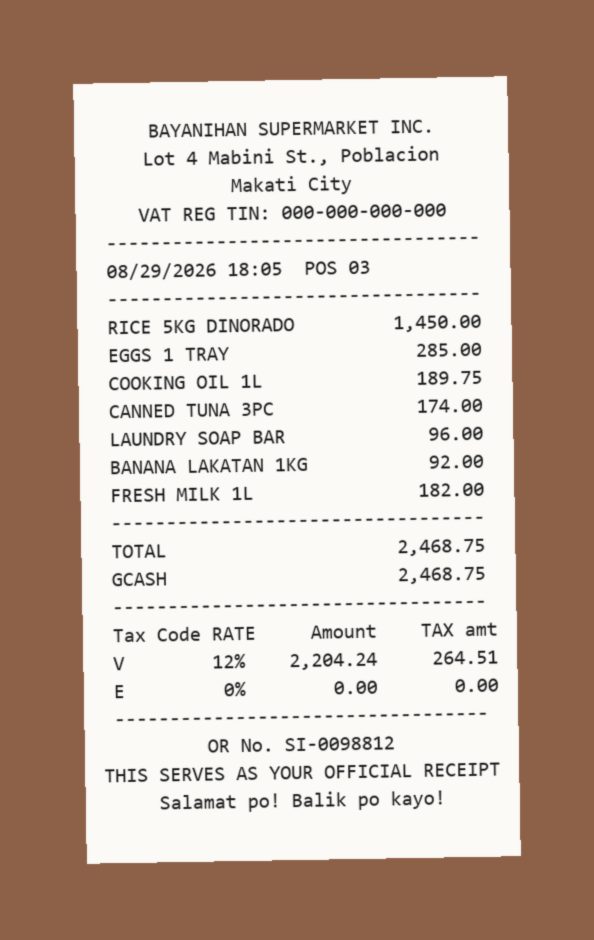 BAYANIHAN SUPERMARKET INC.
Lot 4 Mabini St., Poblacion
Makati City
VAT REG TIN: 000-000-000-000
----------------------------------
08/29/2026 18:05  POS 03
----------------------------------
RICE 5KG DINORADO         1,450.00
EGGS 1 TRAY                 285.00
COOKING OIL 1L              189.75
CANNED TUNA 3PC             174.00
LAUNDRY SOAP BAR             96.00
BANANA LAKATAN 1KG           92.00
FRESH MILK 1L               182.00
----------------------------------
TOTAL                     2,468.75
GCASH                     2,468.75
----------------------------------
Tax Code RATE     Amount    TAX amt
V        12%    2,204.24     264.51
E         0%        0.00       0.00
----------------------------------
OR No. SI-0098812
THIS SERVES AS YOUR OFFICIAL RECEIPT
Salamat po! Balik po kayo!